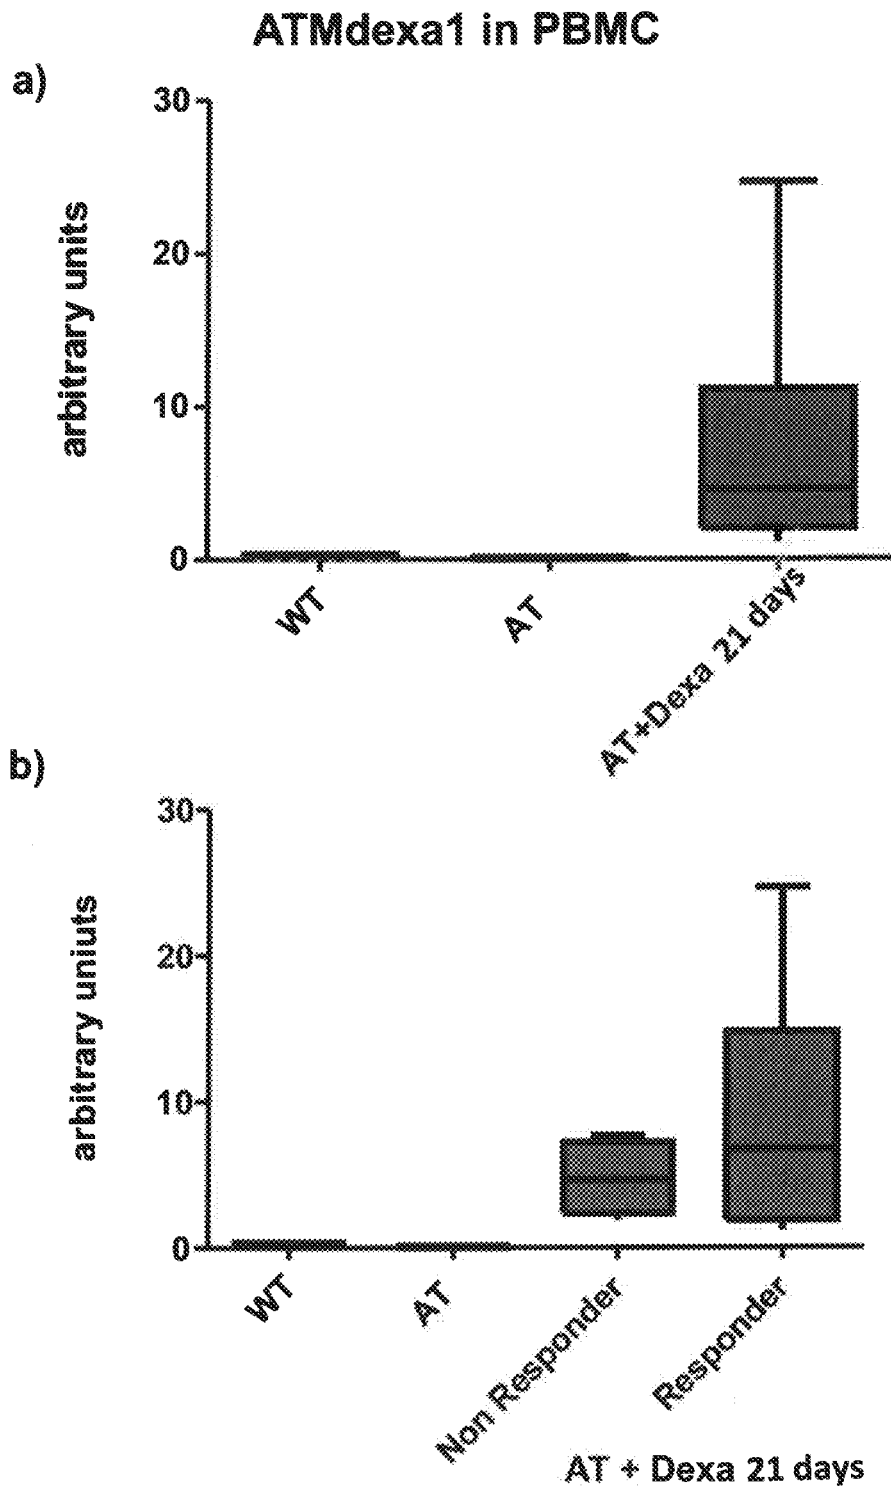 ATMdexa1 in PBMC
a)
30
20
10
0
arbitrary units
WT
AT
AT+Dexa 21 days
b)
30
20
10
0
arbitrary uniuts
WT
AT
Non Responder
Responder
AT + Dexa 21 days